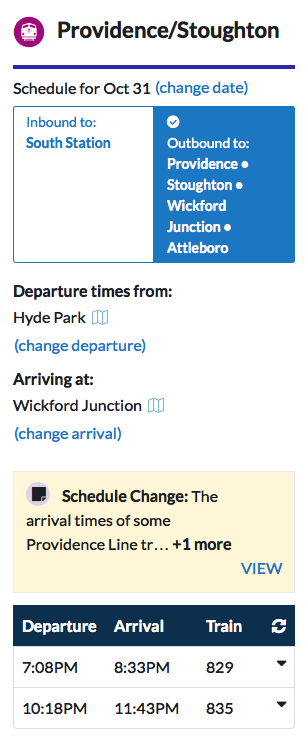 Providence/Stoughton
Schedule for Oct 31 (change date)
Inbound to:
South Station
Outbound to:
Providence •
Stoughton •
Wickford
Junction •
Attleboro
Departure times from:
Hyde Park
(change departure)
Arriving at:
Wickford Junction
(change arrival)
Schedule Change: The
arrival times of some
Providence Line tr… +1 more
VIEW
Departure Arrival Train
7:08PM 8:33PM 829
10:18PM 11:43PM 835